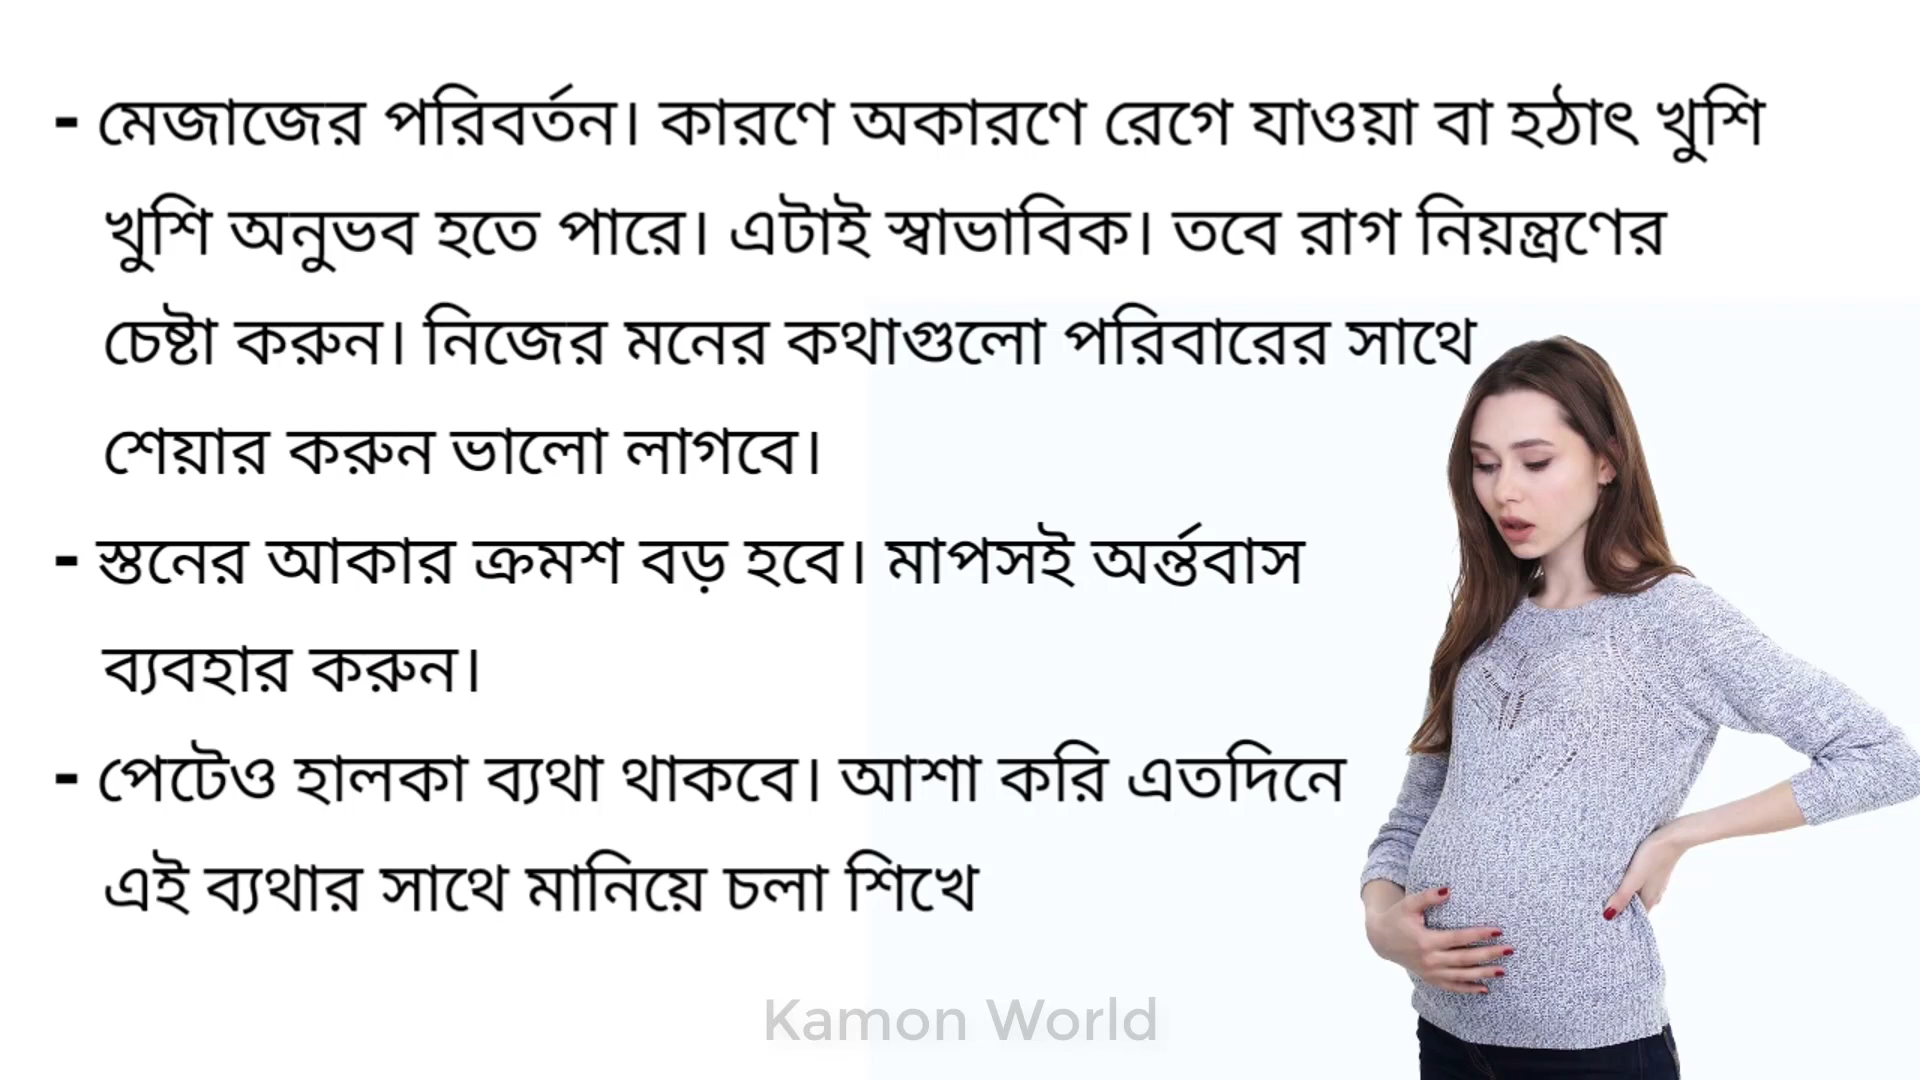 - মেজাজের পরিবর্তন। কারণে অকারণে রেগে যাওয়া বা হঠাৎ খুশি
খুশি অনুভব হতে পারে। এটাই স্বাভাবিক। তবে রাগ নিয়ন্ত্রণের
চেষ্টা করুন। নিজের মনের কথাগুলো পরিবারের সাথে
শেয়ার করুন ভালো লাগবে।
- স্তনের আকার ক্রমশ বড় হবে। মাপসই অর্ন্তবাস
ব্যবহার করুন।
- পেটেও হালকা ব্যথা থাকবে। আশা করি এতদিনে
এই ব্যথার সাথে মানিয়ে চলা শিখে
Kamon World